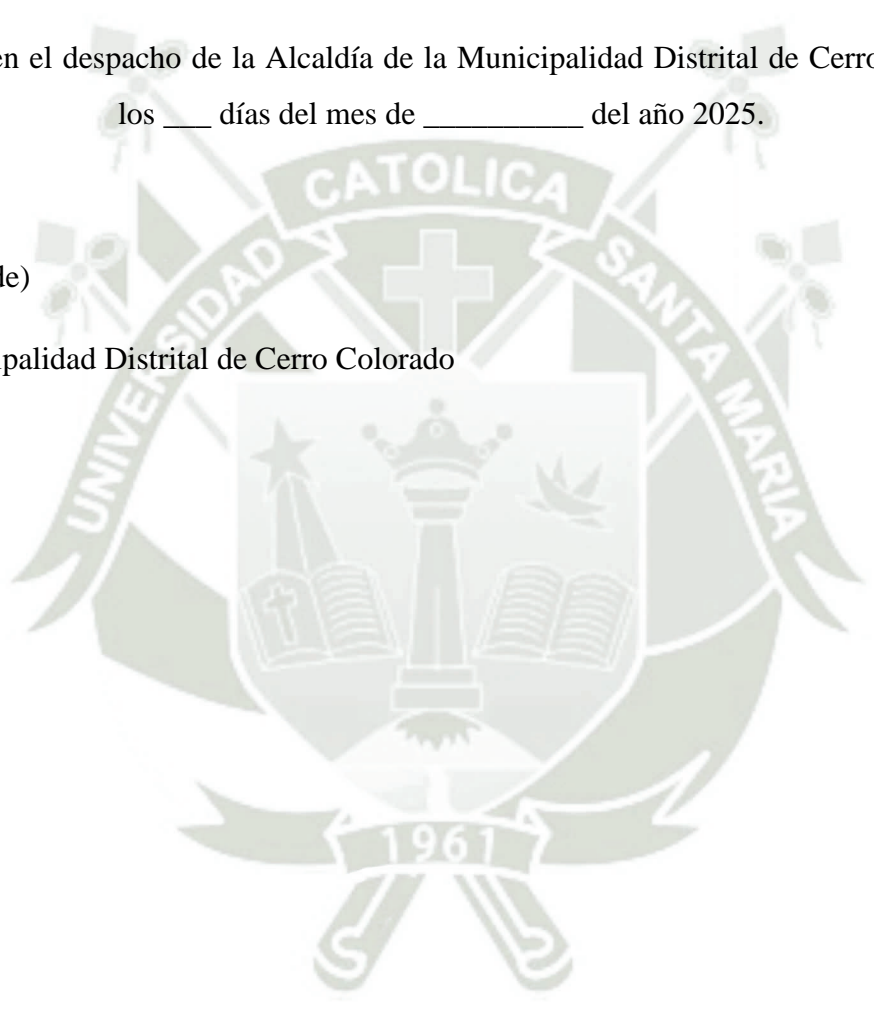 en el despacho de la Alcaldía de la Municipalidad Distrital de Cerro
los ___ días del mes de __________ del año 2025.
de)
ipalidad Distrital de Cerro Colorado
UNIVERSIDAD CATOLICA SANTA MARIA
1961